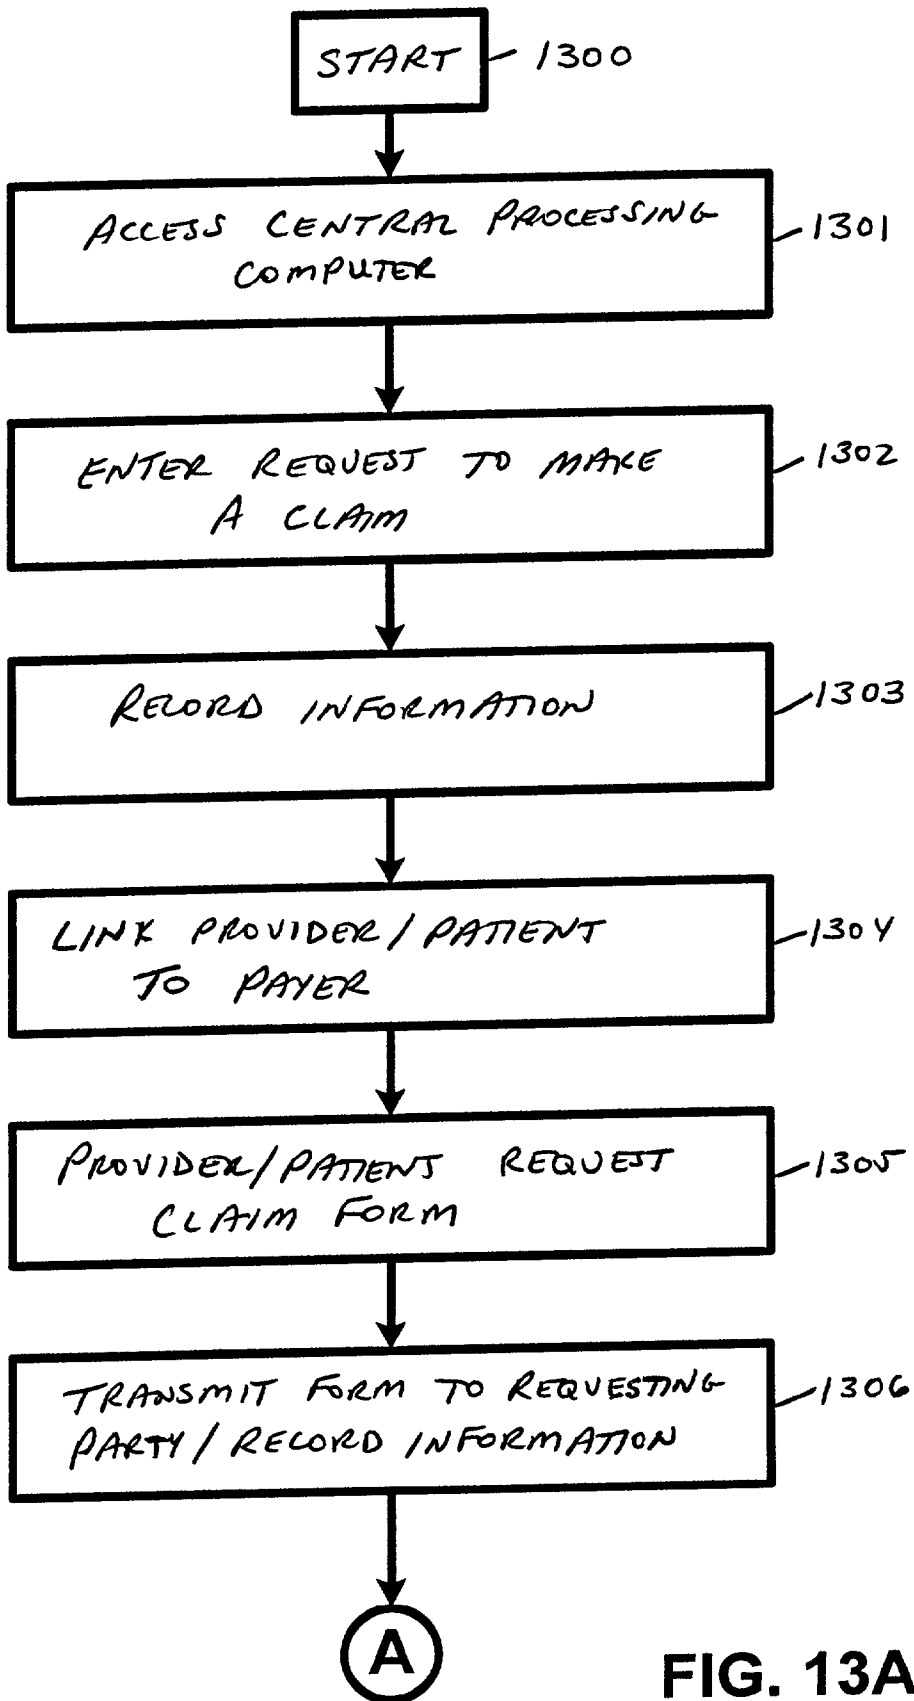 START
1300
ACCESS CENTRAL PROCESSING
COMPUTER
1301
ENTER REQUEST TO MAKE
A CLAIM
1302
RECORD INFORMATION
1303
LINK PROVIDER/PATIENT
TO PAYER
1304
PROVIDER/PATIENT REQUEST
CLAIM FORM
1305
TRANSMIT FORM TO REQUESTING
PARTY/RECORD INFORMATION
1306
A
FIG. 13A